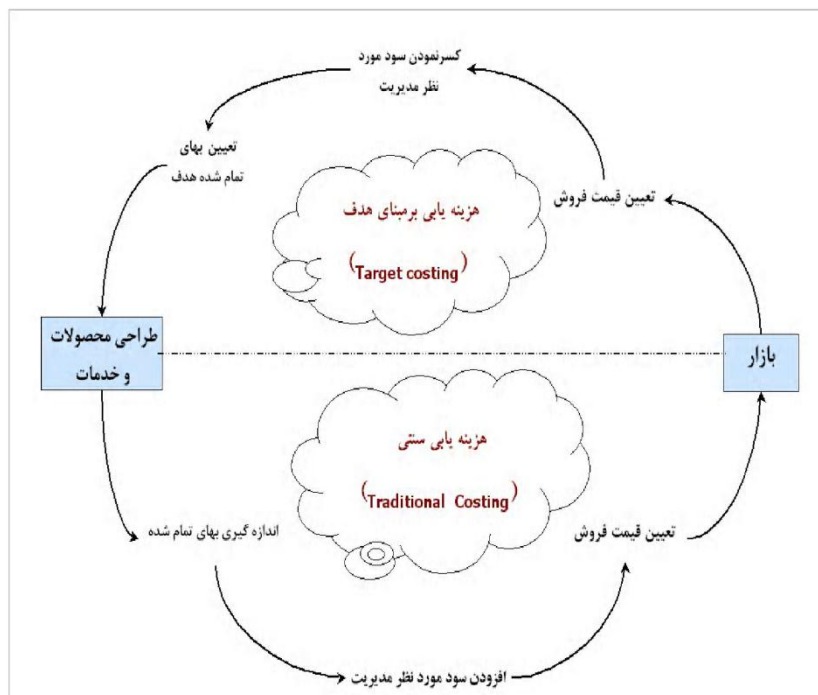 کسرنمودن سود مورد
نظر مدیریت
تعیین بهای
تمام شده هدف
هزینه یابی برمبنای هدف
(Target costing)
تعیین قیمت فروش
طراحی محصولات
و خدمات
بازار
هزینه یابی سنتی
(Traditional Costing)
اندازه گیری بهای تمام شده
تعیین قیمت فروش
افزودن سود مورد نظر مدیریت